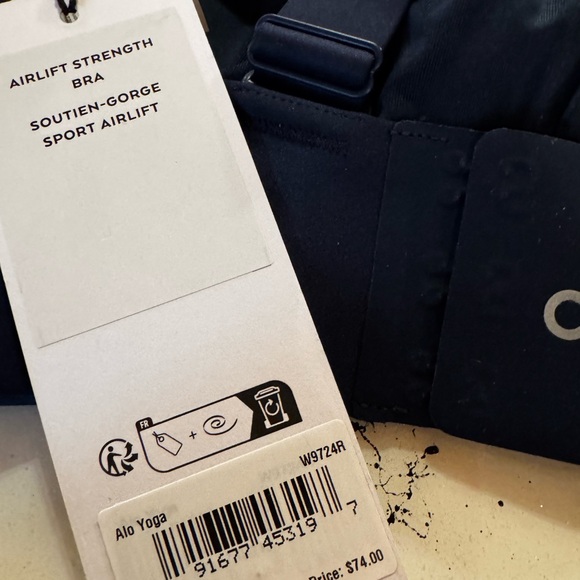 AIRLIFT STRENGTH
BRA
SOUTIEN-GORGE
SPORT AIRLIFT
FR
+
W9724R
Alo Yoga
91677 45319 7
Price: $74.00